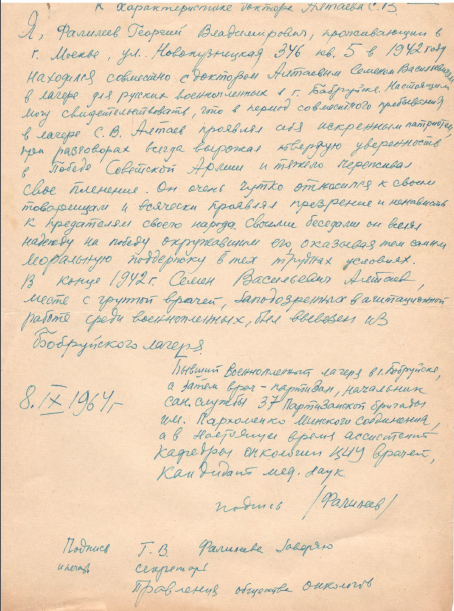 К характеристике доктора Алтаева С.В
Я, Фалилеев Георгий Владимирович, проживающий в
г. Москве, ул. Новокузнецкая 34б кв. 5 в 1942 году
находился совместно с доктором Алтаевым Семеном Васильевичем
в лагере для русских военнопленных в г. Бобруйске. Настоящим
могу свидетельствовать, что в период совместного пребывания
в лагере С.В. Алтаев проявлял себя искренным патриотом,
при разговорах всегда выражал твердую уверенность
в Победе Советской Армии и тяжело переживал
свое пленение. Он очень чутко относился к своим
товарищам и всячески проявлял презрение и ненависть
к предателям своего народа. Своими беседами он вселял
надежду на победу окружавшим его, оказывая тем самым
моральную поддержку в тех трудных условиях.
В конце 1942 г. Семен Васильевич Алтаев,
вместе с группой врачей, заподозренных в агитационной
работе среди военнопленных, был вывезен из
Бобруйского лагеря.
Бывший военнопленный лагеря в г. Бобруйске,
а затем врач-партизан, начальник
сан. службы 37 Партизанской бригады
им. Пархоменко Минского соединения,
а в настоящее время ассистент
кафедры онкологии ЦИУ врачей,
кандидат мед. наук
8.IX 1964 г
подпись /Фалилеев/
Подпись Г.В. Фалилеева заверяю
секретарь
Правления общества онкологов